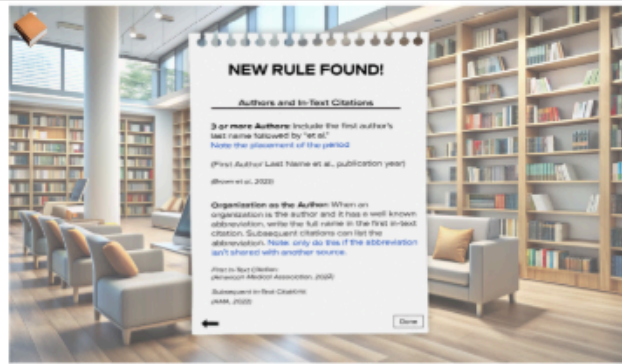 NEW RULE FOUND!
Authors and In-Text Citations
3 or more Authors: Include the first author's
last name followed by "et al."
Note the placement of the period
(First Author Last Name et al., publication year)
(Brown et al., 2022)
Organization as the Author: When an
organization is the author and it has a well known
abbreviation, write the full name in the first in-text
citation. Subsequent citations can list the
abbreviation. Note: only do this if the abbreviation
isn't shared with another source.
First In-Text Citation:
(American Medical Association, 2022)
Subsequent In-Text Citations:
(AMA, 2022)
Done